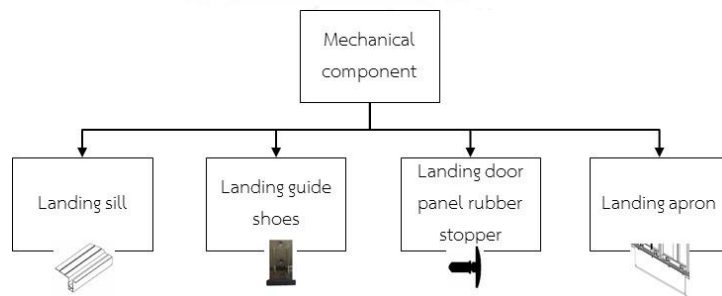 Mechanical
component
Landing sill
Landing guide
shoes
Landing door
panel rubber
stopper
Landing apron